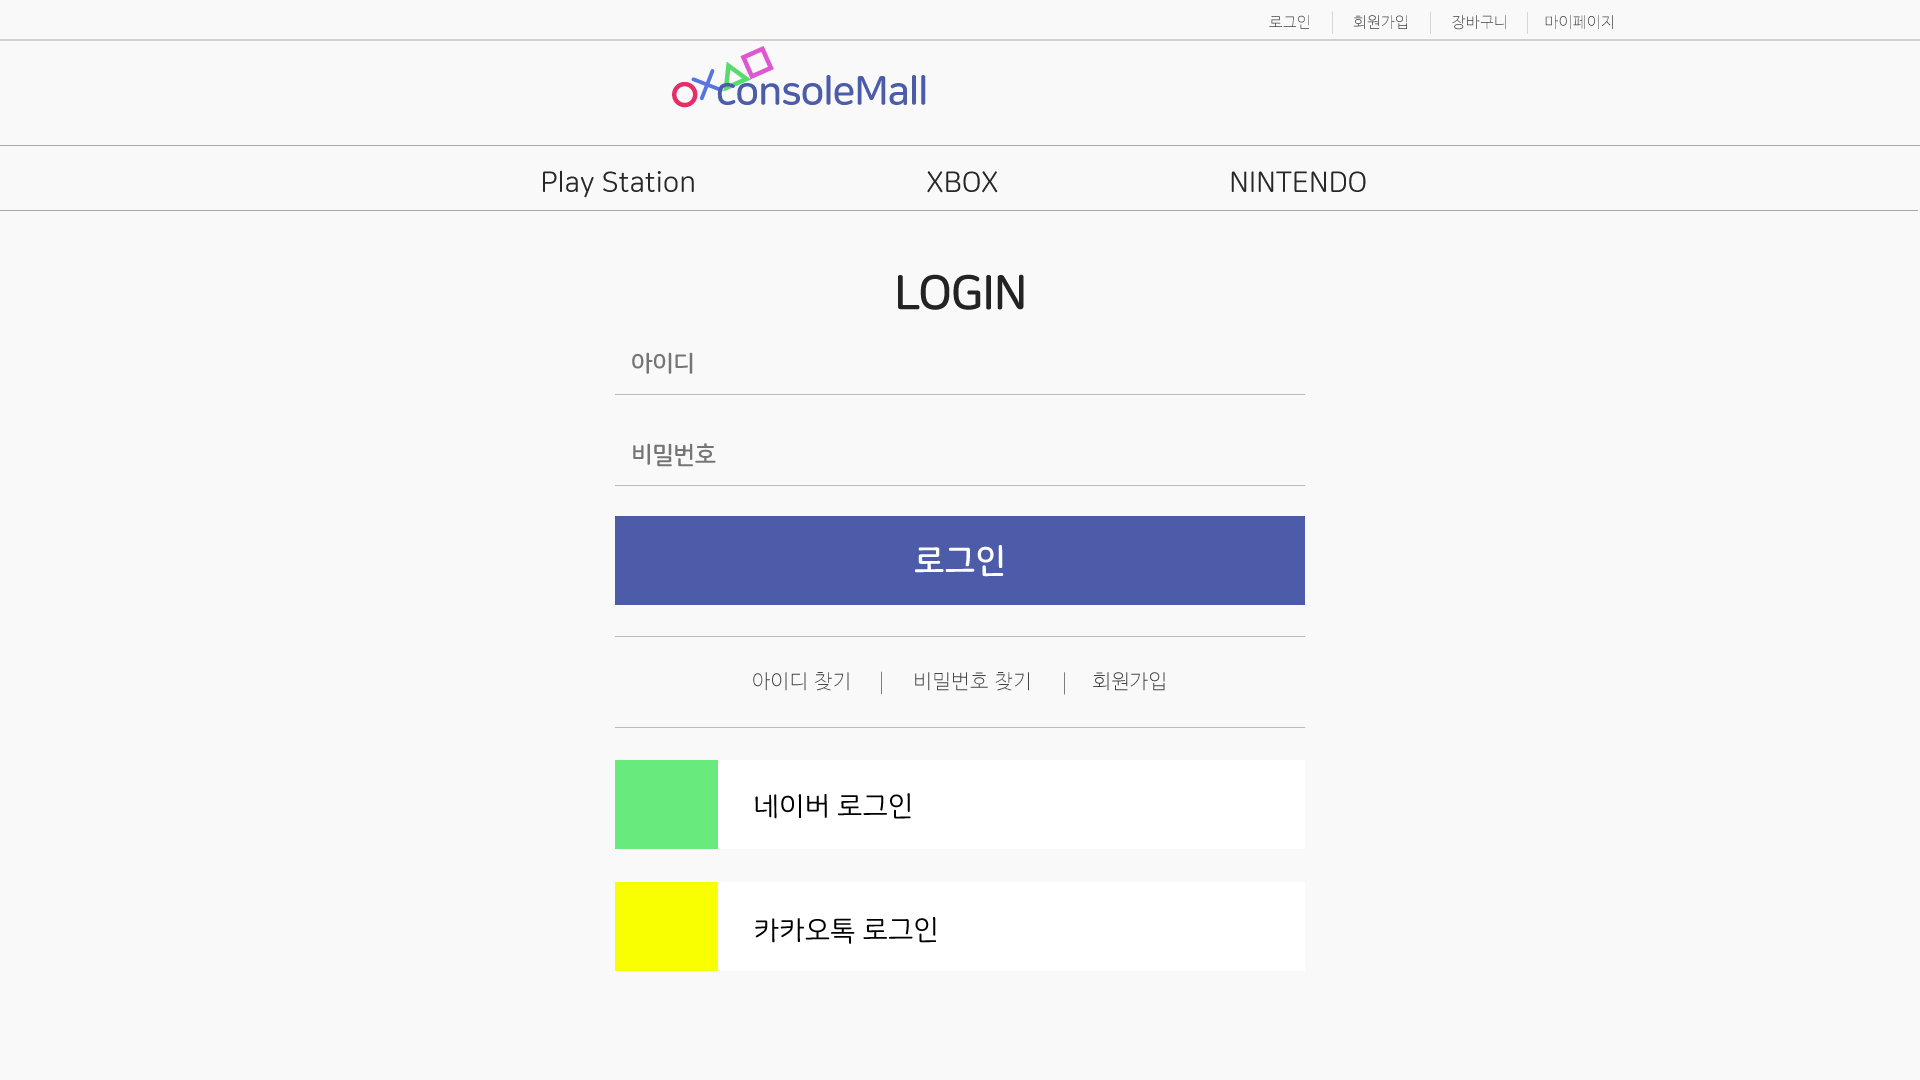 로그인 회원가입 장바구니 마이페이지
consoleMall
Play Station XBOX NINTENDO
LOGIN
아이디
비밀번호
로그인
아이디 찾기 비밀번호 찾기 회원가입
네이버 로그인
카카오톡 로그인